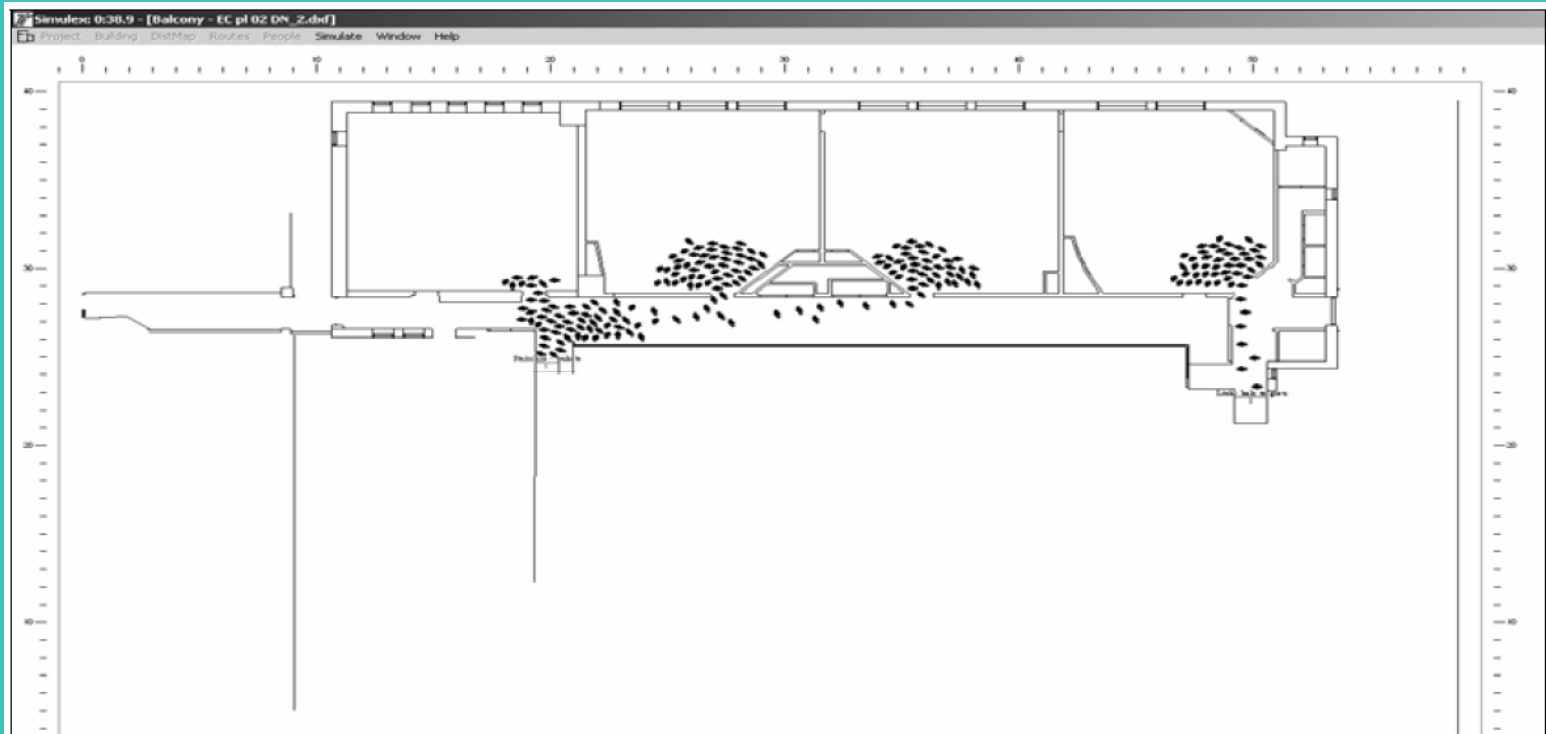 Simulex: 0:38.9 - [Balcony - EC pl 02 DN_2.dxf]
Project Building DistMap Routes People Simulate Window Help
0 10 20 30 40 50
40 40
30 30
20 20
10 10